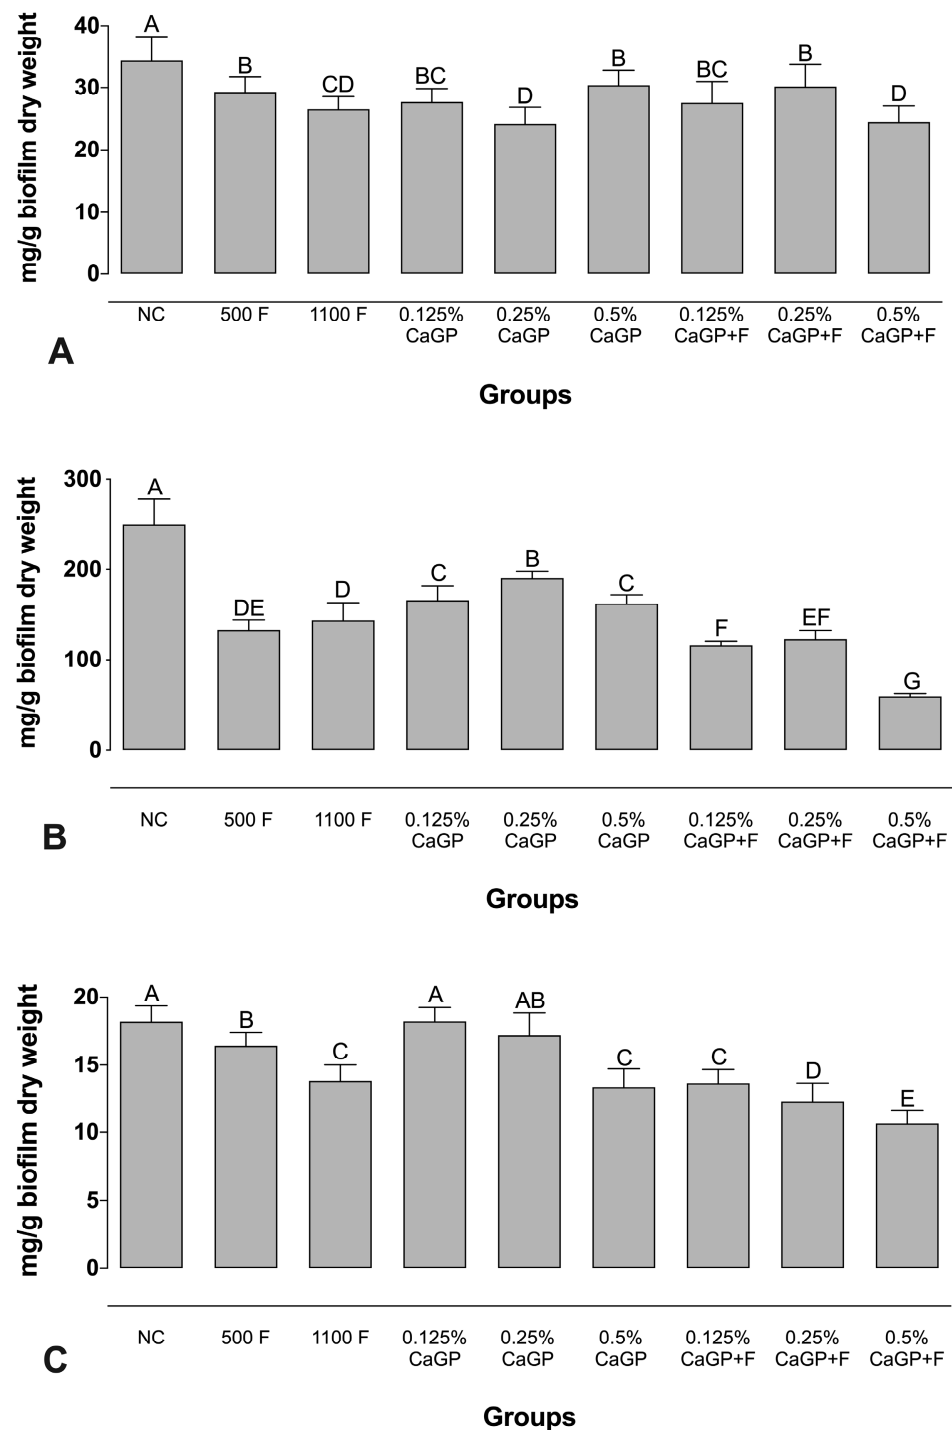 mg/g biofilm dry weight
40
30
20
10
0
A
B
CD
BC
D
B
BC
B
D
NC 500 F 1100 F 0.125% 0.25% 0.5% 0.125% 0.25% 0.5%
CaGP CaGP CaGP CaGP+F CaGP+F CaGP+F
A
Groups
mg/g biofilm dry weight
300
200
100
0
A
DE
D
C
B
C
F
EF
G
NC 500 F 1100 F 0.125% 0.25% 0.5% 0.125% 0.25% 0.5%
CaGP CaGP CaGP CaGP+F CaGP+F CaGP+F
B
Groups
mg/g biofilm dry weight
20
15
10
5
0
A
B
C
A
AB
C
C
D
E
NC 500 F 1100 F 0.125% 0.25% 0.5% 0.125% 0.25% 0.5%
CaGP CaGP CaGP CaGP+F CaGP+F CaGP+F
C
Groups